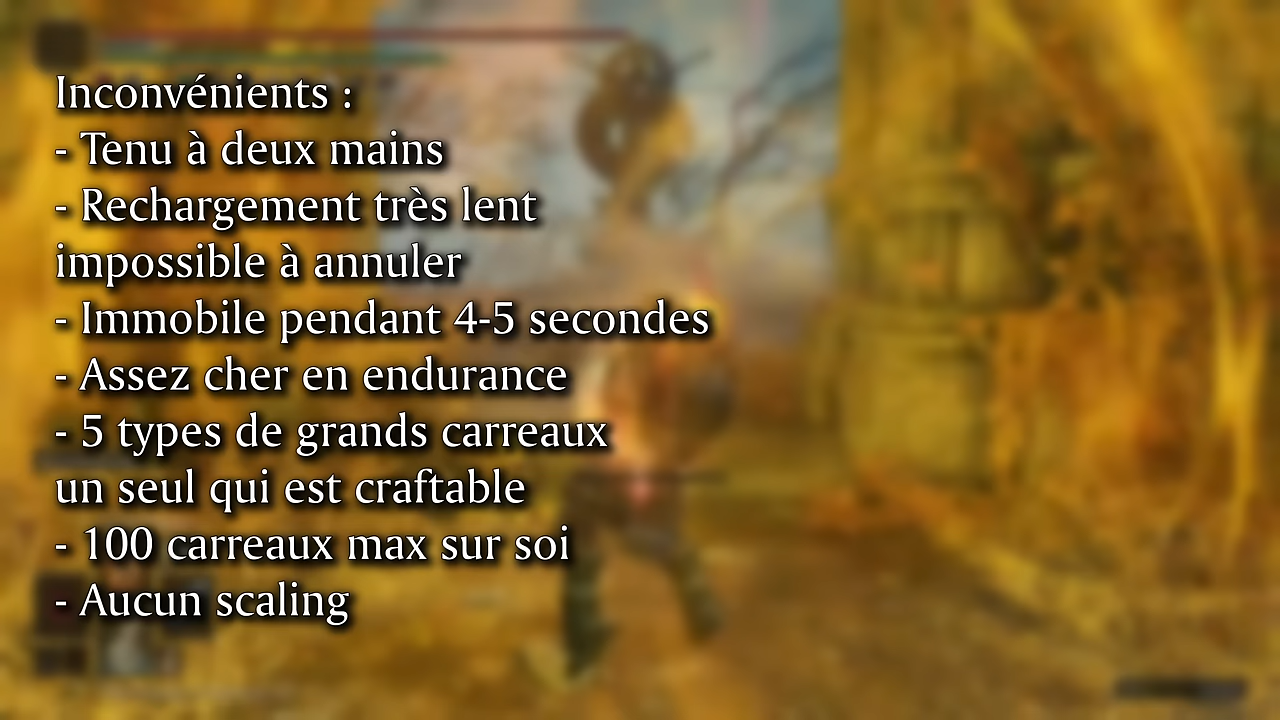 Inconvénients :
- Tenu à deux mains
- Rechargement très lent
impossible à annuler
- Immobile pendant 4-5 secondes
- Assez cher en endurance
- 5 types de grands carreaux
un seul qui est craftable
- 100 carreaux max sur soi
- Aucun scaling